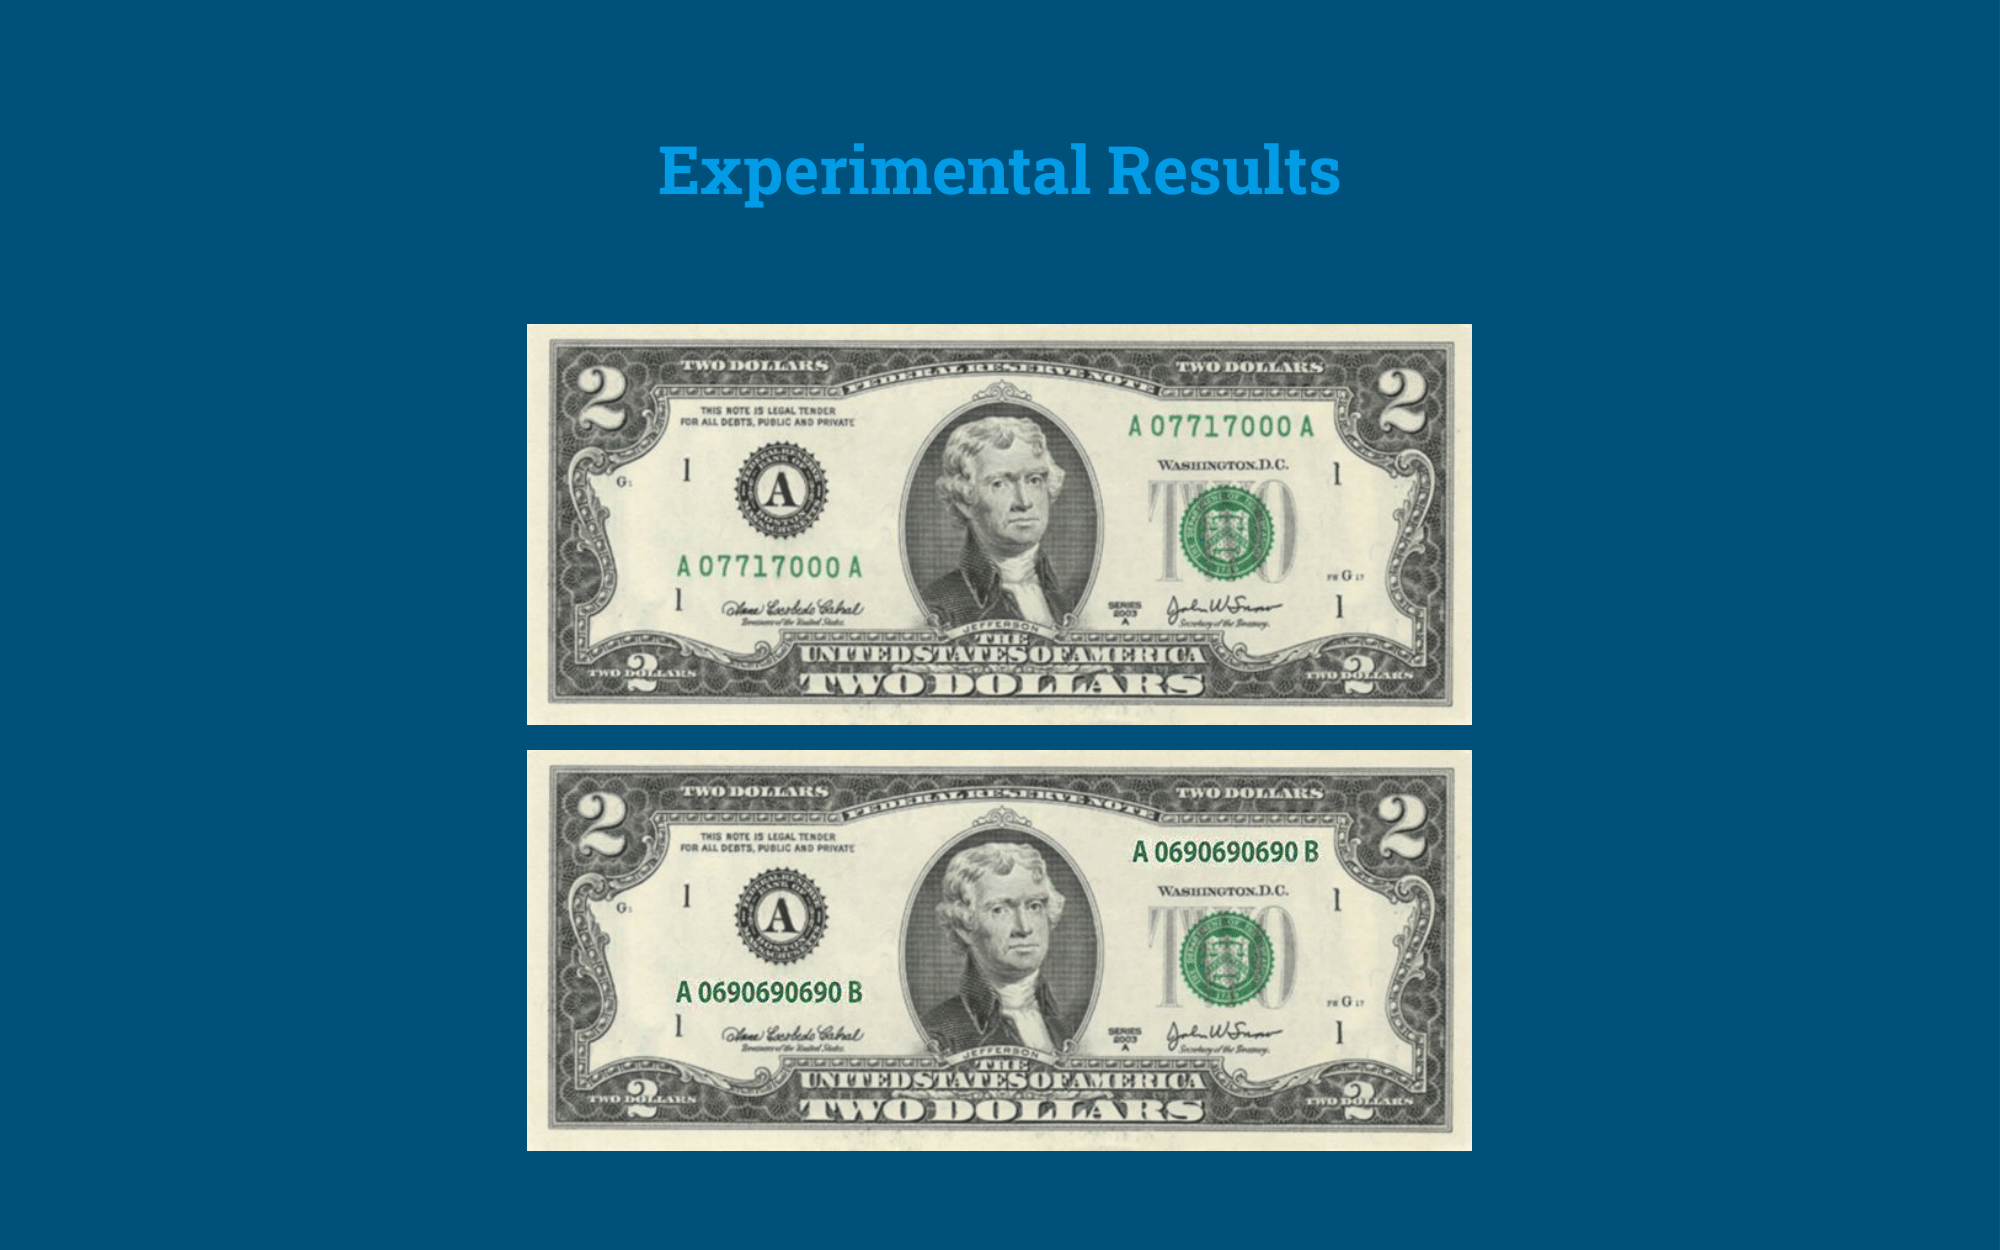 Experimental Results
2 TWO DOLLARS FEDERAL RESERVE NOTE TWO DOLLARS 2
THIS NOTE IS LEGAL TENDER
FOR ALL DEBTS, PUBLIC AND PRIVATE
A 07717000 A
WASHINGTON, D.C.
1 A 1
G1
TWO
A 07717000 A
FW G 17
1 SERIES 2003 A 1
Treasurer of the United States.
John W Snow
Secretary of the Treasury.
JEFFERSON
THE
UNITED STATES OF AMERICA
TWO DOLLARS 2 TWO DOLLARS TWO DOLLARS 2
2 TWO DOLLARS FEDERAL RESERVE NOTE TWO DOLLARS 2
THIS NOTE IS LEGAL TENDER
FOR ALL DEBTS, PUBLIC AND PRIVATE
A 0690690690 B
WASHINGTON, D.C.
1 A 1
G1
TWO
A 0690690690 B
FW G 17
1 SERIES 2003 A 1
Treasurer of the United States.
John W Snow
Secretary of the Treasury.
JEFFERSON
THE
UNITED STATES OF AMERICA
TWO DOLLARS 2 TWO DOLLARS TWO DOLLARS 2